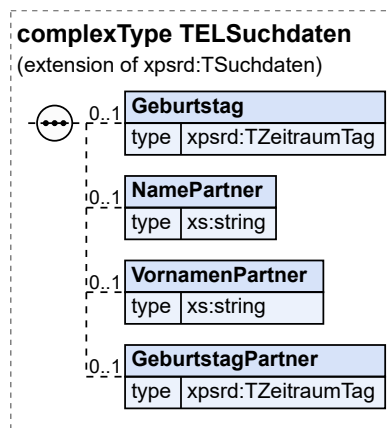 complexType TELSuchdaten
(extension of xpsrd:TSuchdaten)
0..1 Geburtstag
type xpsrd:TZeitraumTag
0..1 NamePartner
type xs:string
0..1 VornamenPartner
type xs:string
0..1 GeburtstagPartner
type xpsrd:TZeitraumTag